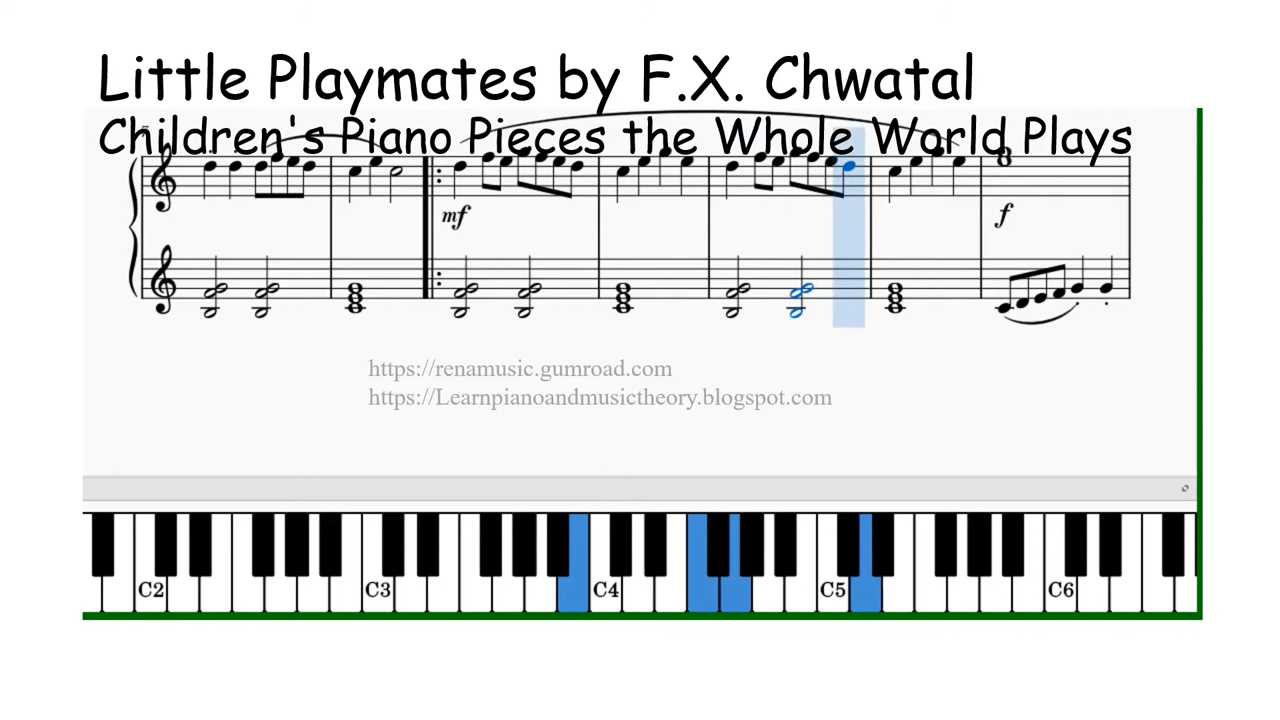 Little Playmates by F.X. Chwatal
Children's Piano Pieces the Whole World Plays
8
mf
f
https://renamusic.gumroad.com
https://Learnpianoandmusictheory.blogspot.com
C2 C3 C4 C5 C6